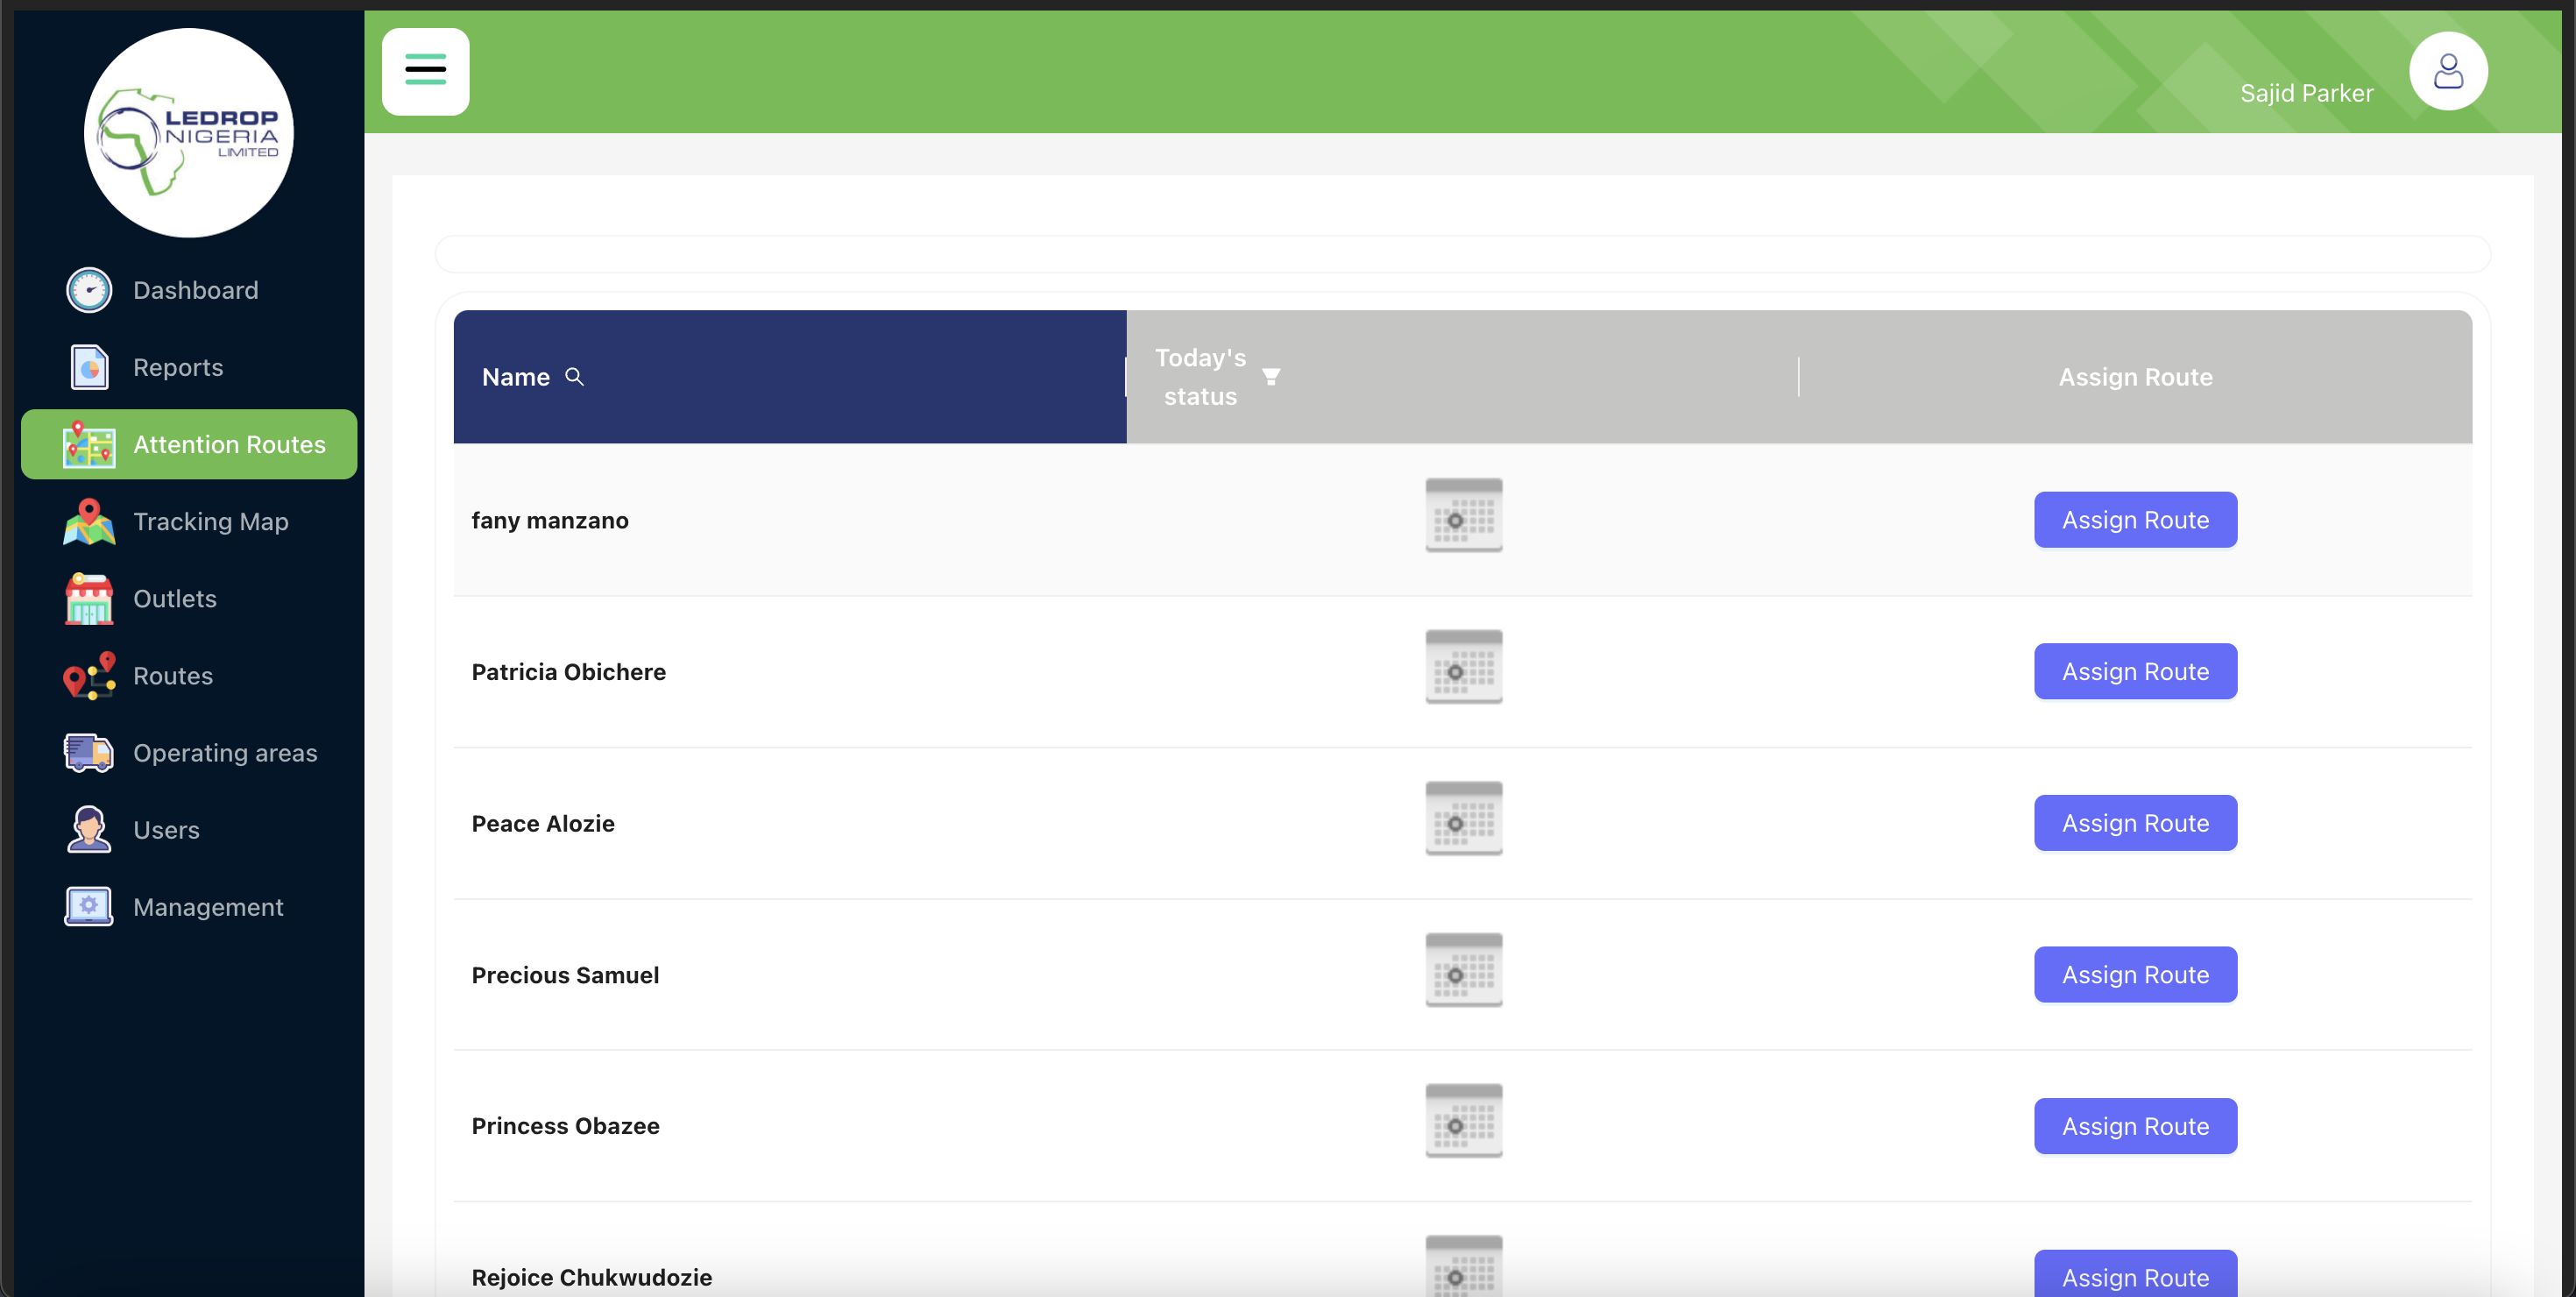 LEDROP
NIGERIA
LIMITED
Sajid Parker
Dashboard
Reports
Attention Routes
Tracking Map
Outlets
Routes
Operating areas
Users
Management
Name
Today's
status
Assign Route
fany manzano
Assign Route
Patricia Obichere
Assign Route
Peace Alozie
Assign Route
Precious Samuel
Assign Route
Princess Obazee
Assign Route
Rejoice Chukwudozie
Assign Route